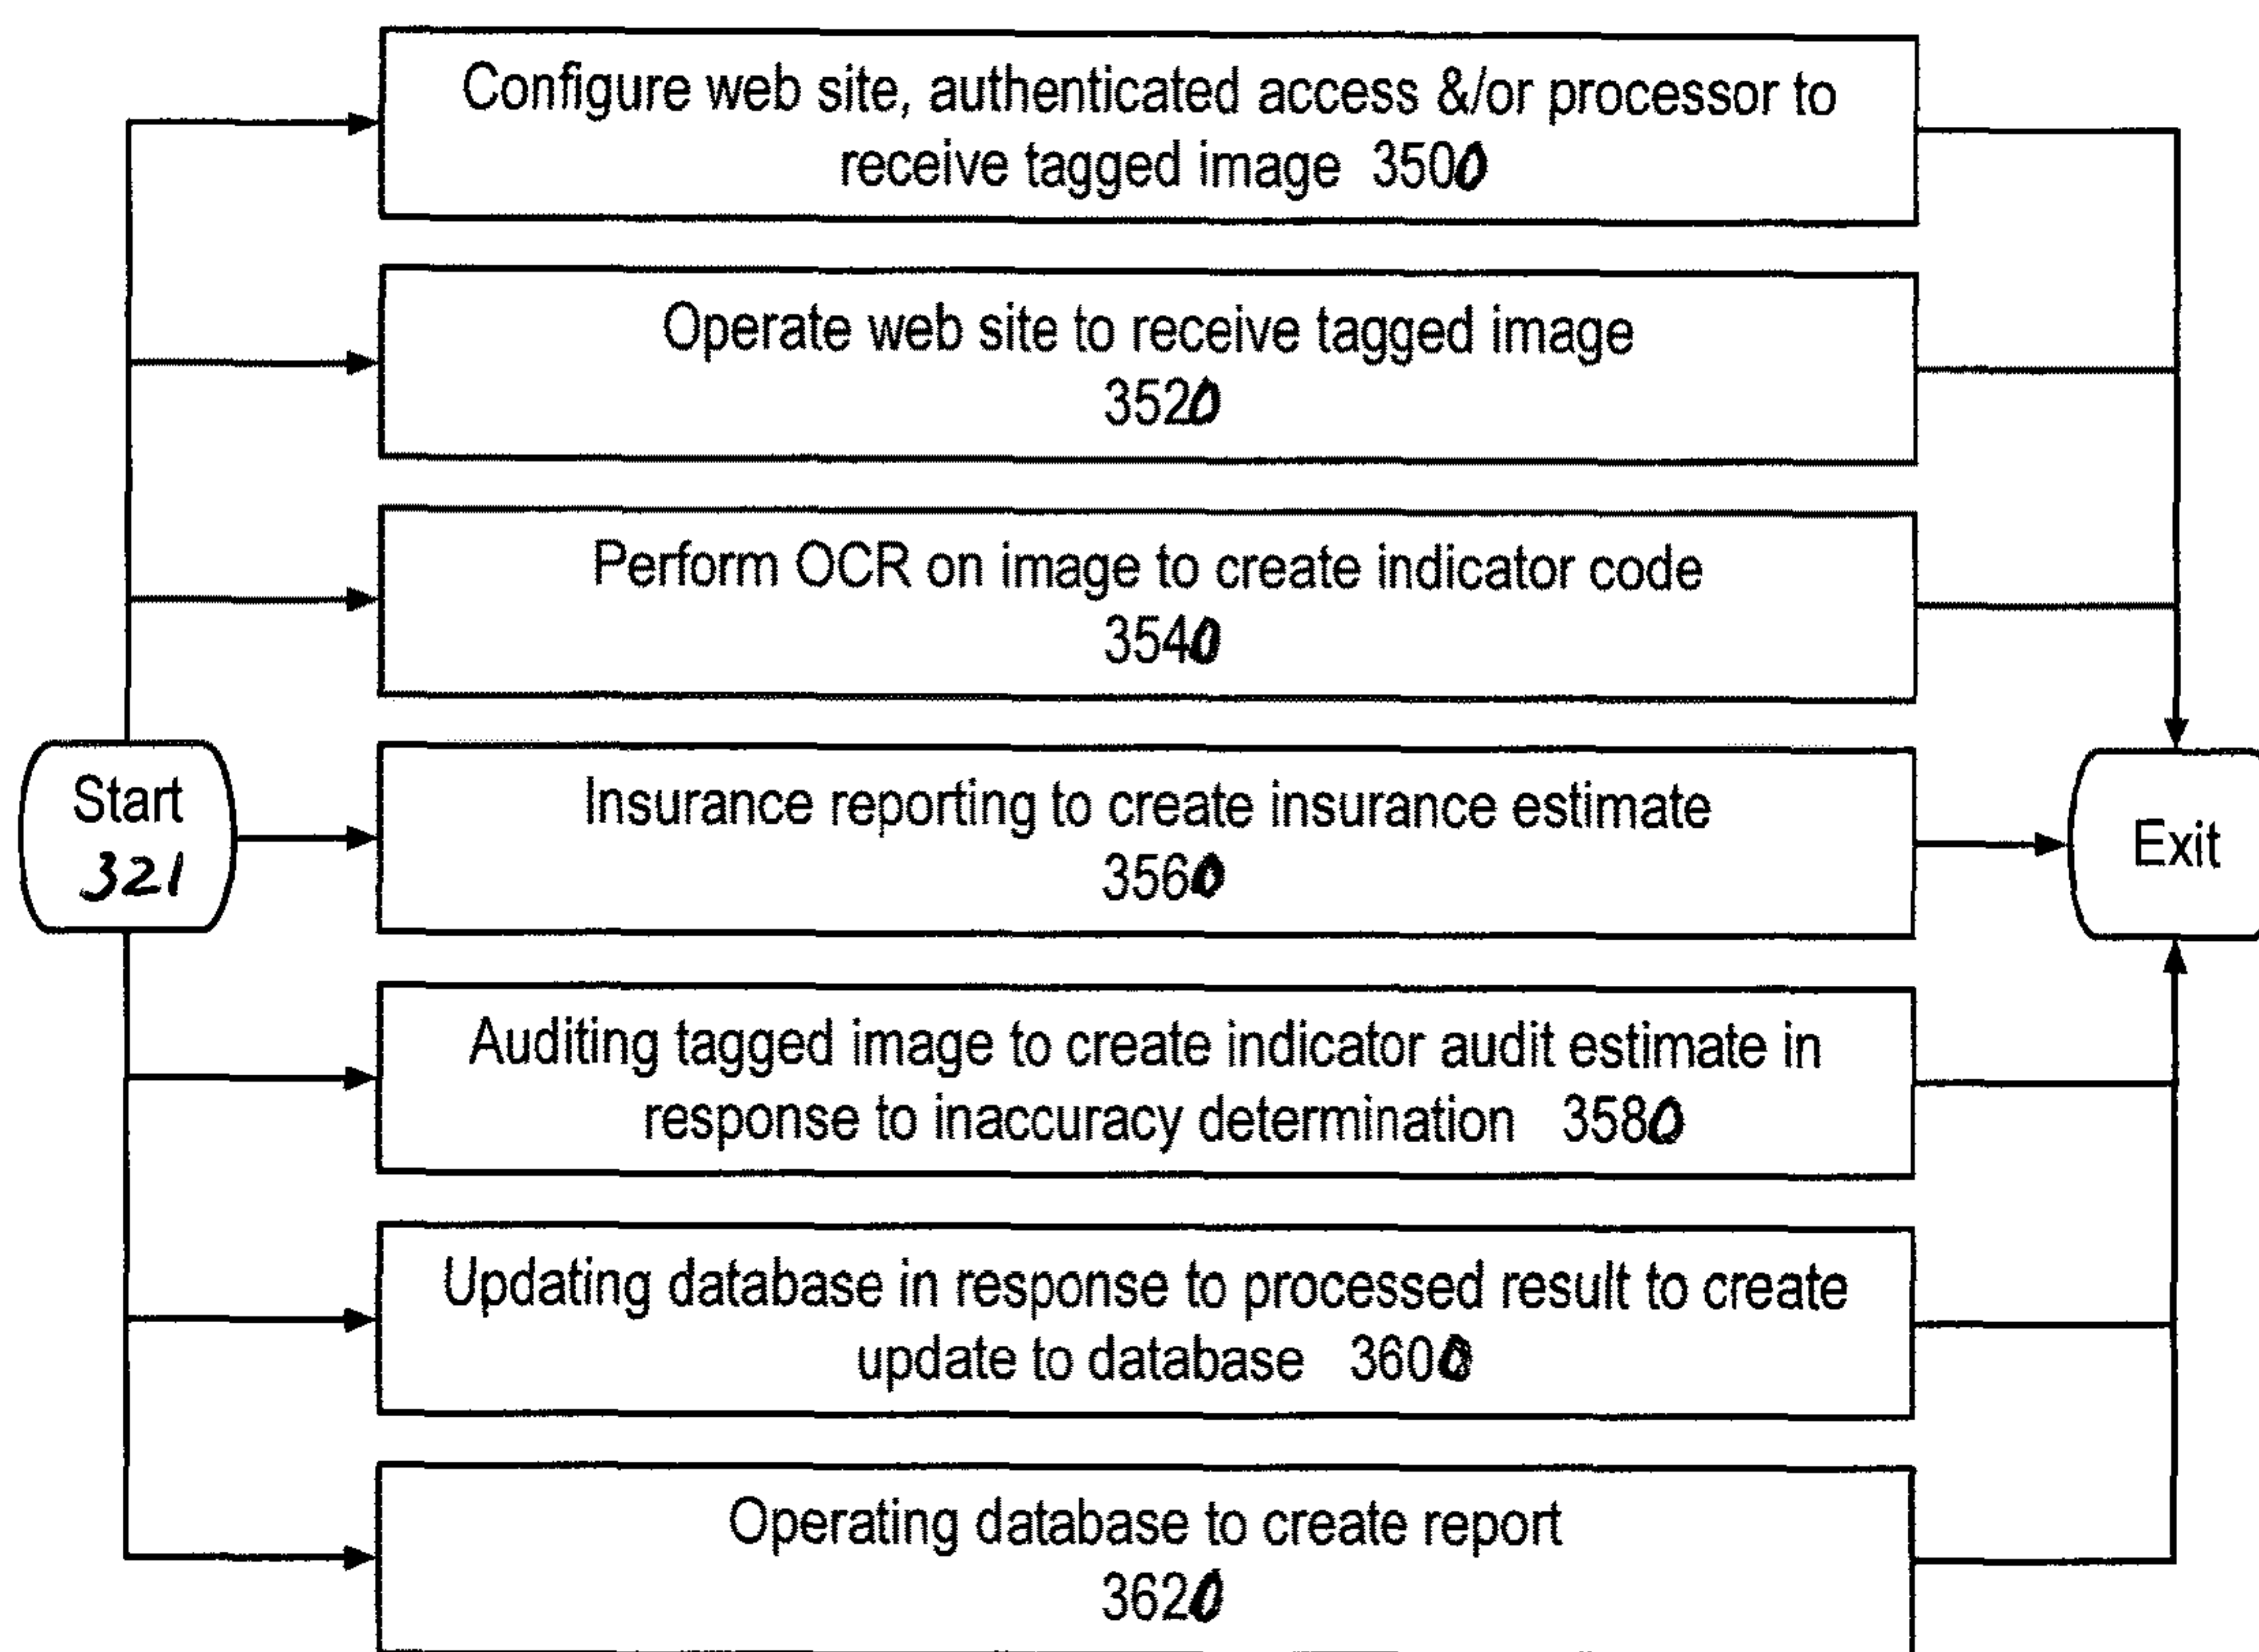 Configure web site, authenticated access &/or processor to
receive tagged image 3500
Operate web site to receive tagged image
3520
Perform OCR on image to create indicator code
3540
Start
321
Insurance reporting to create insurance estimate
3560
Exit
Auditing tagged image to create indicator audit estimate in
response to inaccuracy determination 3580
Updating database in response to processed result to create
update to database 3600
Operating database to create report
3620